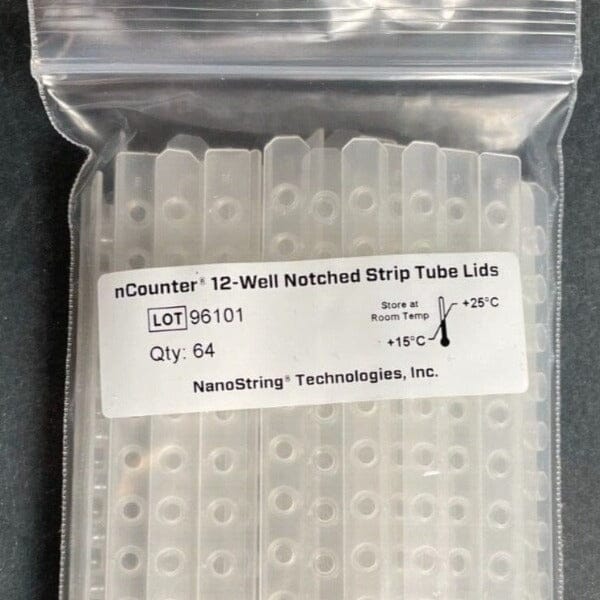 nCounter® 12-Well Notched Strip Tube Lids
LOT 96101
Store at
Room Temp
+25°C
+15°C
Qty: 64
NanoString® Technologies, Inc.